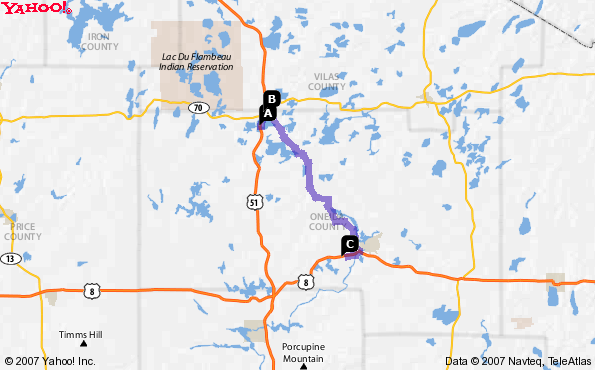 YAHOO!
IRON
COUNTY
Lac Du Flambeau
Indian Reservation
VILAS
COUNTY
70
B
A
51
PRICE
COUNTY
13
COUNTY
C
8
8
Timms Hill
Porcupine
Mountain
© 2007 Yahoo! Inc.
Data © 2007 Navteq, TeleAtlas